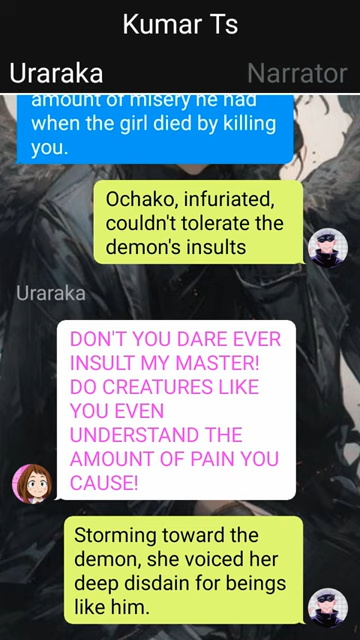 Kumar Ts
Uraraka
Narrator
amount of misery he had
when the girl died by killing
you.
Ochako, infuriated,
couldn't tolerate the
demon's insults
Uraraka
DON'T YOU DARE EVER
INSULT MY MASTER!
DO CREATURES LIKE
YOU EVEN
UNDERSTAND THE
AMOUNT OF PAIN YOU
CAUSE!
Storming toward the
demon, she voiced her
deep disdain for beings
like him.